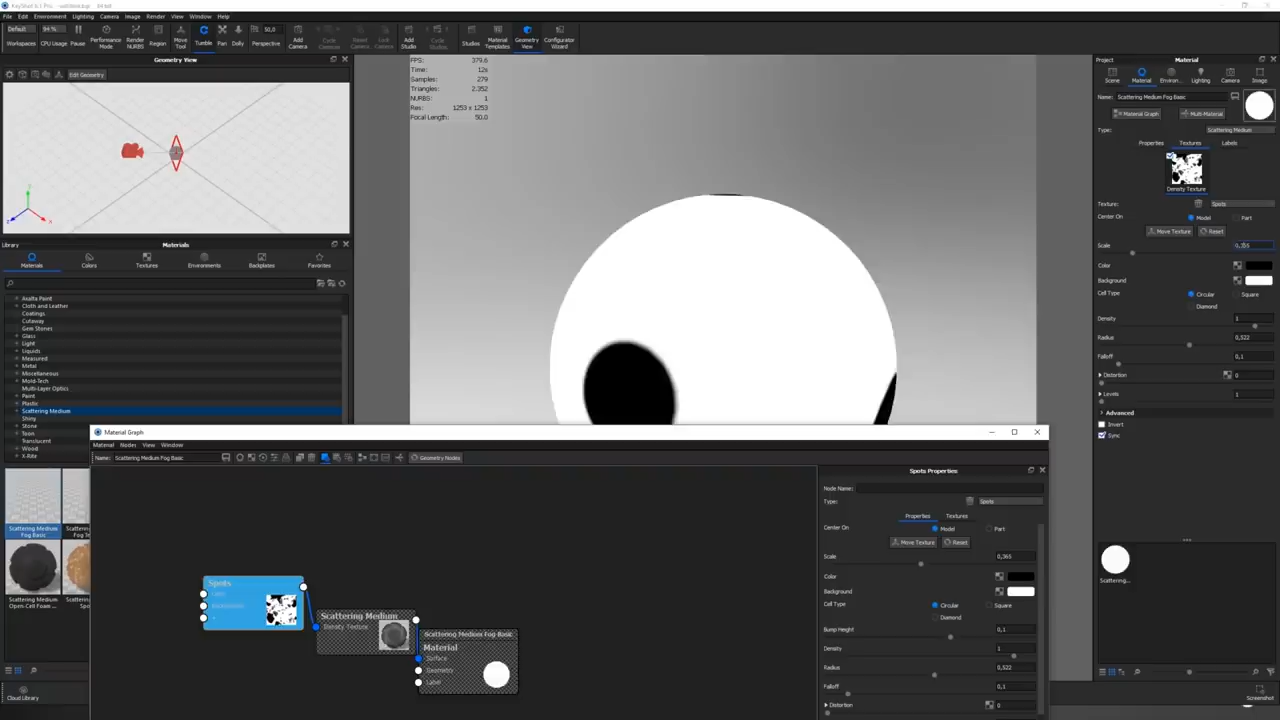 File Edit Environment Lighting Camera Image Render View Window Help
Default 94 % 50,0
Workspaces CPU Usage Pause Performance Mode Render NURBS Region Move Tool Tumble Pan Dolly Perspective Add Camera Cycle Cameras Reset Camera Lock Camera Add Studio Cycle Studios Studios Material Templates Geometry View Configurator Wizard
Geometry View
Edit Geometry
Library Materials
Materials Colors Textures Environments Backplates Favorites
Axalta Paint
Cloth and Leather
Coatings
Cutaway
Gem Stones
Glass
Light
Liquids
Measured
Metal
Miscellaneous
Mold-Tech
Multi-Layer Optics
Paint
Plastic
Scattering Medium
Shiny
Stone
Toon
Translucent
Wood
X-Rite
Scattering Medium Fog Basic
Scattering Medium Open-Cell Foam ...
Cloud Library
FPS: 379.6
Time: 12s
Samples: 279
Triangles: 2.352
NURBS: 1
Res: 1253 x 1253
Focal Length: 50.0
Material Graph
Material Nodes View Window
Name: Scattering Medium Fog Basic Geometry Nodes
Spots
Scattering Medium
Density Texture
Scattering Medium Fog Basic
Material
Surface
Geometry
Label
Spots Properties
Node Name:
Type: Spots
Properties Textures
Center On Model Part
Move Texture Reset
Scale 0,365
Color
Background
Cell Type Circular Square
Diamond
Bump Height 0,1
Density 1
Radius 0,522
Falloff 0,1
Distortion 0
Project Material
Scene Material Environ... Lighting Camera Image
Name: Scattering Medium Fog Basic
Material Graph Multi-Material
Type: Scattering Medium
Properties Textures Labels
Density Texture
Texture: Spots
Center On Model Part
Move Texture Reset
Scale
Color
Background
Cell Type Circular Square
Diamond
Density 1
Radius 0,522
Falloff 0,1
Distortion 0
Levels 1
Advanced
Invert
Sync
Scattering...
Screenshot